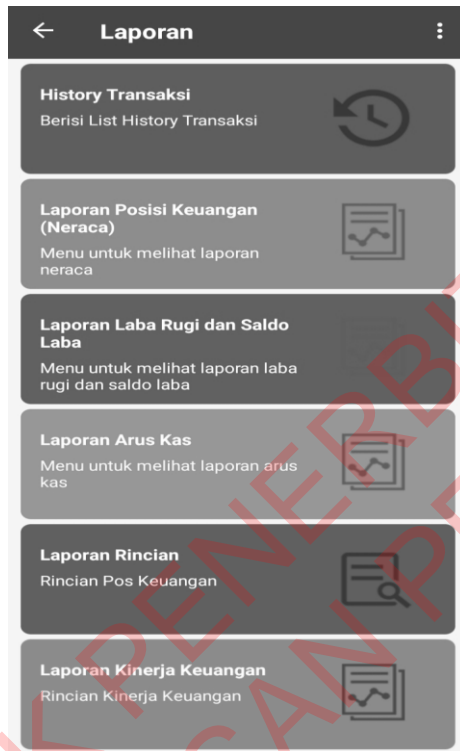 Laporan
History Transaksi
Berisi List History Transaksi
Laporan Posisi Keuangan
(Neraca)
Menu untuk melihat laporan
neraca
Laporan Laba Rugi dan Saldo
Laba
Menu untuk melihat laporan laba
rugi dan saldo laba
Laporan Arus Kas
Menu untuk melihat laporan arus
kas
Laporan Rincian
Rincian Pos Keuangan
Laporan Kinerja Keuangan
Rincian Kinerja Keuangan